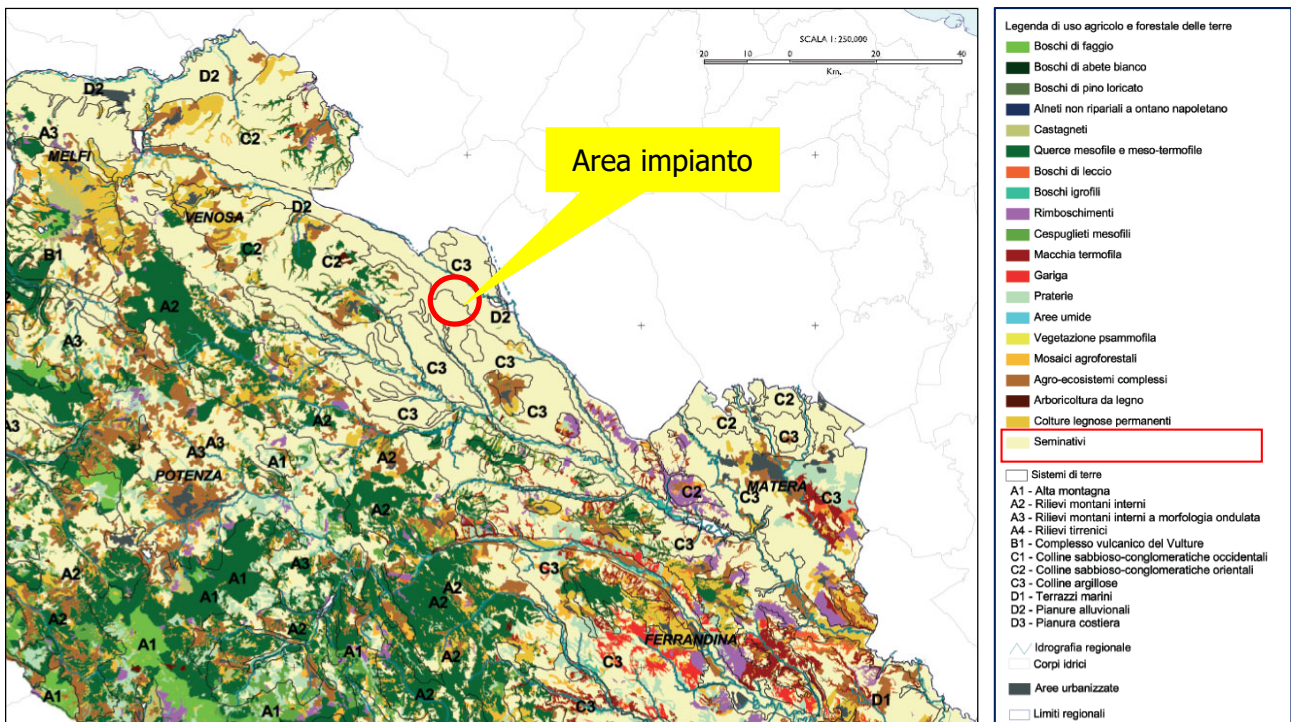 SCALA 1: 250.000
20 10 0 20 40
Km.
D2
D2
C2
A3
MELFI
Area impianto
VENOSA
D2
C2
C2
B1
C3
A2
D2
A3
C3
C3
C3
C3
A2
C2
C2
C3
A3
A3
A3
A1
A2
POTENZA
MATERA
C2
C3
C3
C3
A2
A3
A1
A1
A2
A2
A2
C3
A2
A2
A1
A1
A2
FERRANDINA
C3
A1
A1
A2
C3
D1
Legenda di uso agricolo e forestale delle terre
Boschi di faggio
Boschi di abete bianco
Boschi di pino loricato
Alneti non ripariali a ontano napoletano
Castagneti
Querce mesofile e meso-termofile
Boschi di leccio
Boschi igrofili
Rimboschimenti
Cespuglieti mesofili
Macchia termofila
Gariga
Praterie
Aree umide
Vegetazione psammofila
Mosaici agroforestali
Agro-ecosistemi complessi
Arboricoltura da legno
Colture legnose permanenti
Seminativi
Sistemi di terre
A1 - Alta montagna
A2 - Rilievi montani interni
A3 - Rilievi montani interni a morfologia ondulata
A4 - Rilievi tirrenici
B1 - Complesso vulcanico del Vulture
C1 - Colline sabbioso-conglomeratiche occidentali
C2 - Colline sabbioso-conglomeratiche orientali
C3 - Colline argillose
D1 - Terrazzi marini
D2 - Pianure alluvionali
D3 - Pianura costiera
Idrografia regionale
Corpi idrici
Aree urbanizzate
Limiti regionali